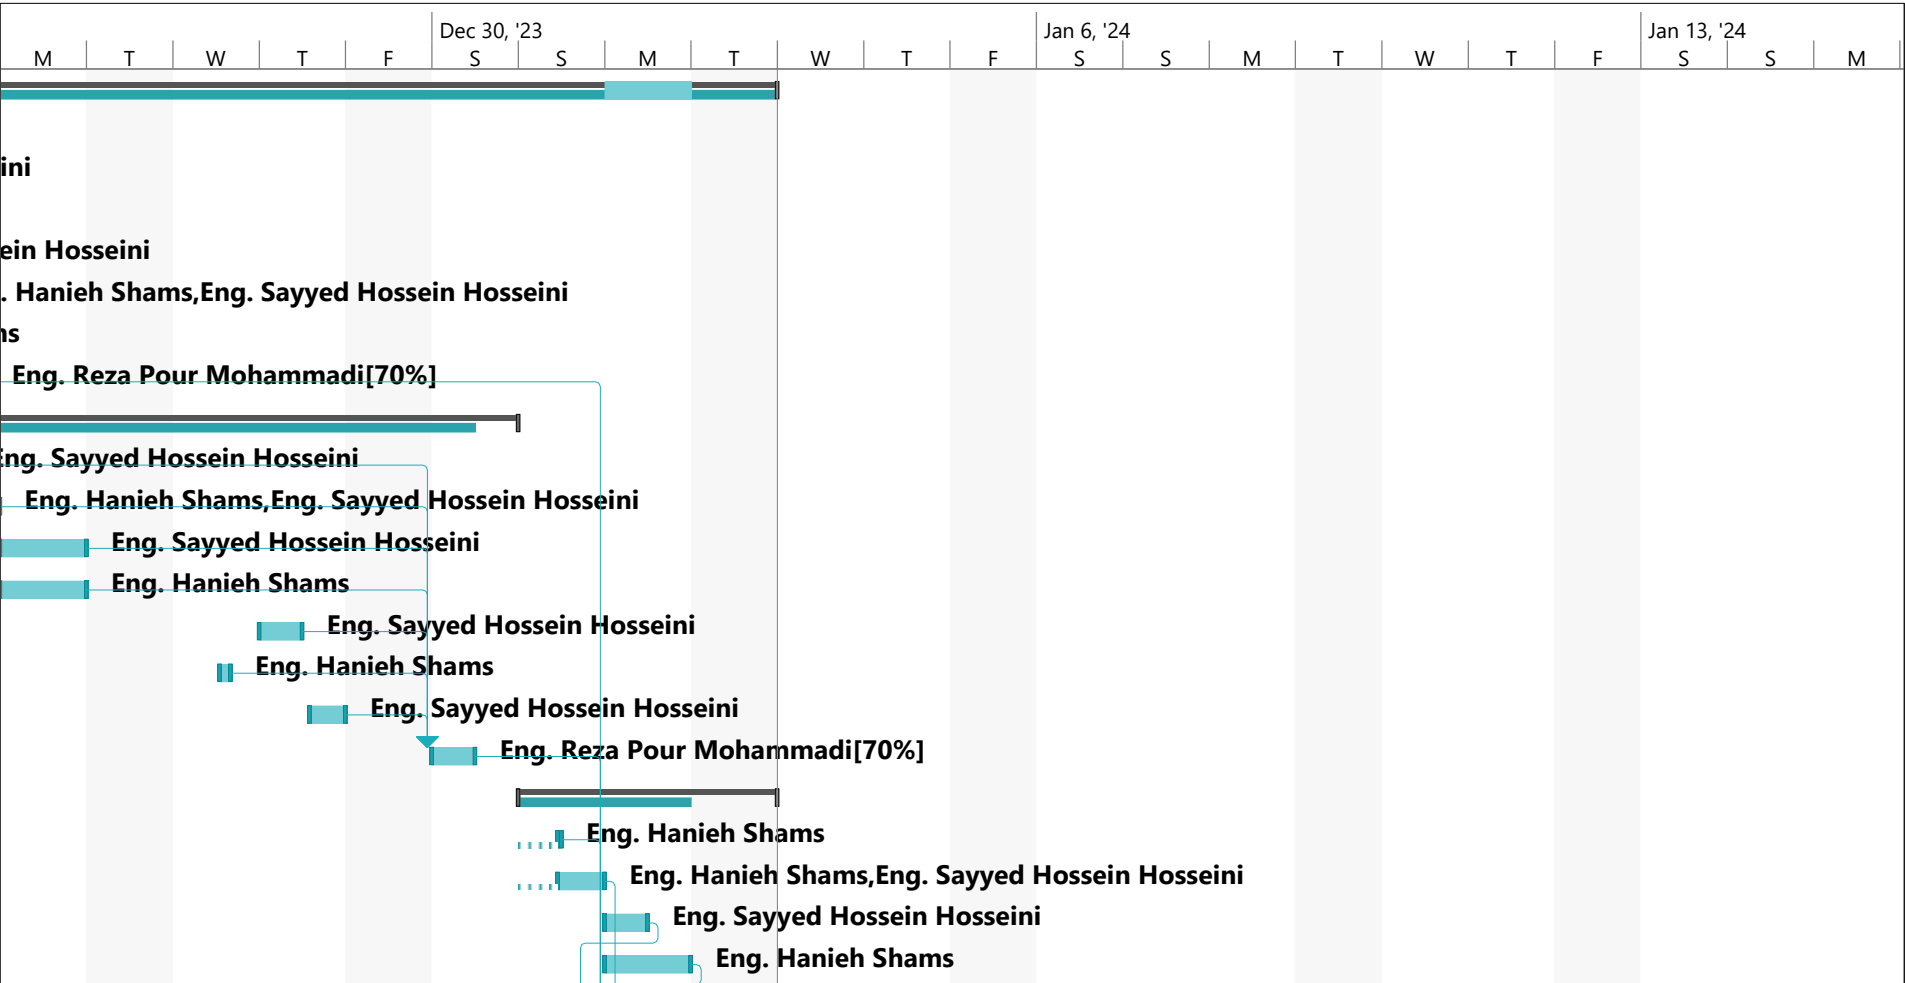 Dec 30, '23 Jan 6, '24 Jan 13, '24
M T W T F S S M T W T F S S M T W T F S S M
ini
ein Hosseini
. Hanieh Shams,Eng. Sayyed Hossein Hosseini
ns
Eng. Reza Pour Mohammadi[70%]
Eng. Sayyed Hossein Hosseini
Eng. Hanieh Shams,Eng. Sayyed Hossein Hosseini
Eng. Sayyed Hossein Hosseini
Eng. Hanieh Shams
Eng. Sayyed Hossein Hosseini
Eng. Hanieh Shams
Eng. Sayyed Hossein Hosseini
Eng. Reza Pour Mohammadi[70%]
Eng. Hanieh Shams
Eng. Hanieh Shams,Eng. Sayyed Hossein Hosseini
Eng. Sayyed Hossein Hosseini
Eng. Hanieh Shams